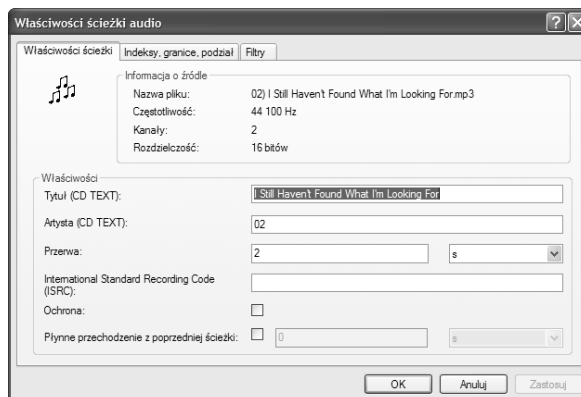 Właściwości ścieżki audio
Właściwości ścieżki
Indeksy, granice, podział
Filtry
Informacja o źródle
Nazwa pliku: 02) I Still Haven't Found What I'm Looking For.mp3
Częstotliwość: 44 100 Hz
Kanały: 2
Rozdzielczość: 16 bitów
Właściwości
Tytuł (CD TEXT): I Still Haven't Found What I'm Looking For
Artysta (CD TEXT): 02
Przerwa: 2 s
International Standard Recording Code
(ISRC):
Ochrona:
Płynne przechodzenie z poprzedniej ścieżki: 0 s
OK Anuluj Zastosuj